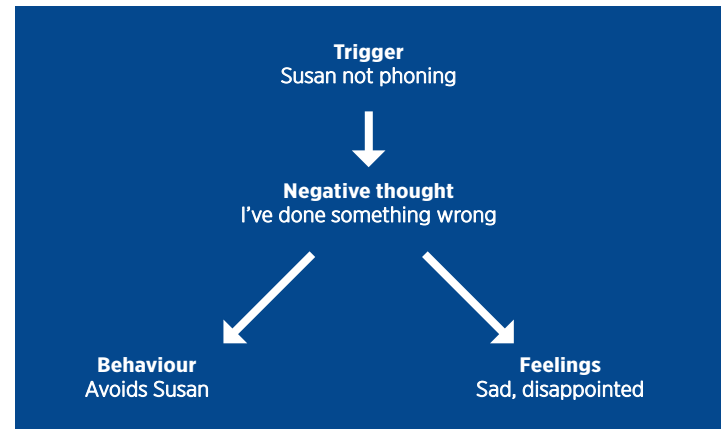 Trigger
Susan not phoning
Negative thought
I’ve done something wrong
Behaviour
Avoids Susan
Feelings
Sad, disappointed